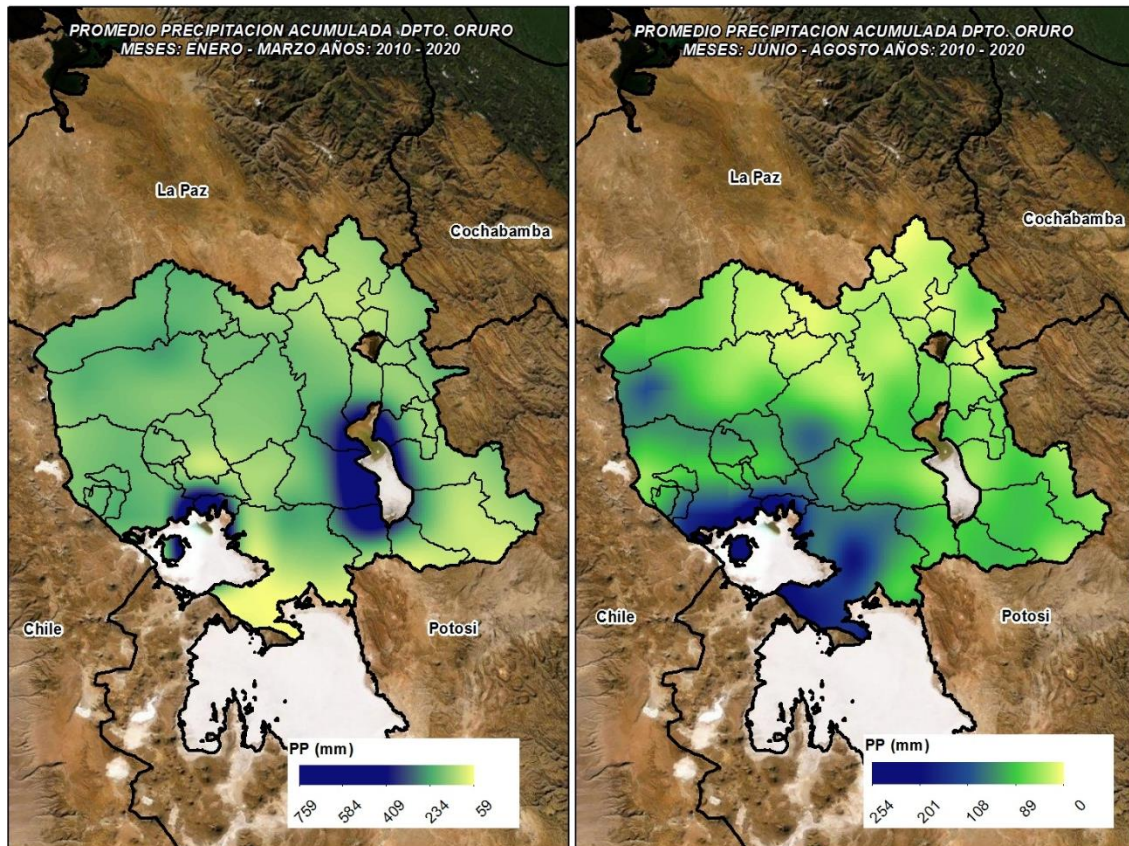 PROMEDIO PRECIPITACION ACUMULADA DPTO. ORURO
MESES: ENERO - MARZO AÑOS: 2010 - 2020
La Paz
Cochabamba
Chile
Potosi
PP (mm)
759 584 409 234 59
PROMEDIO PRECIPITACION ACUMULADA DPTO. ORURO
MESES: JUNIO - AGOSTO AÑOS: 2010 - 2020
La Paz
Cochabamba
Chile
Potosi
PP (mm)
254 201 108 89 0